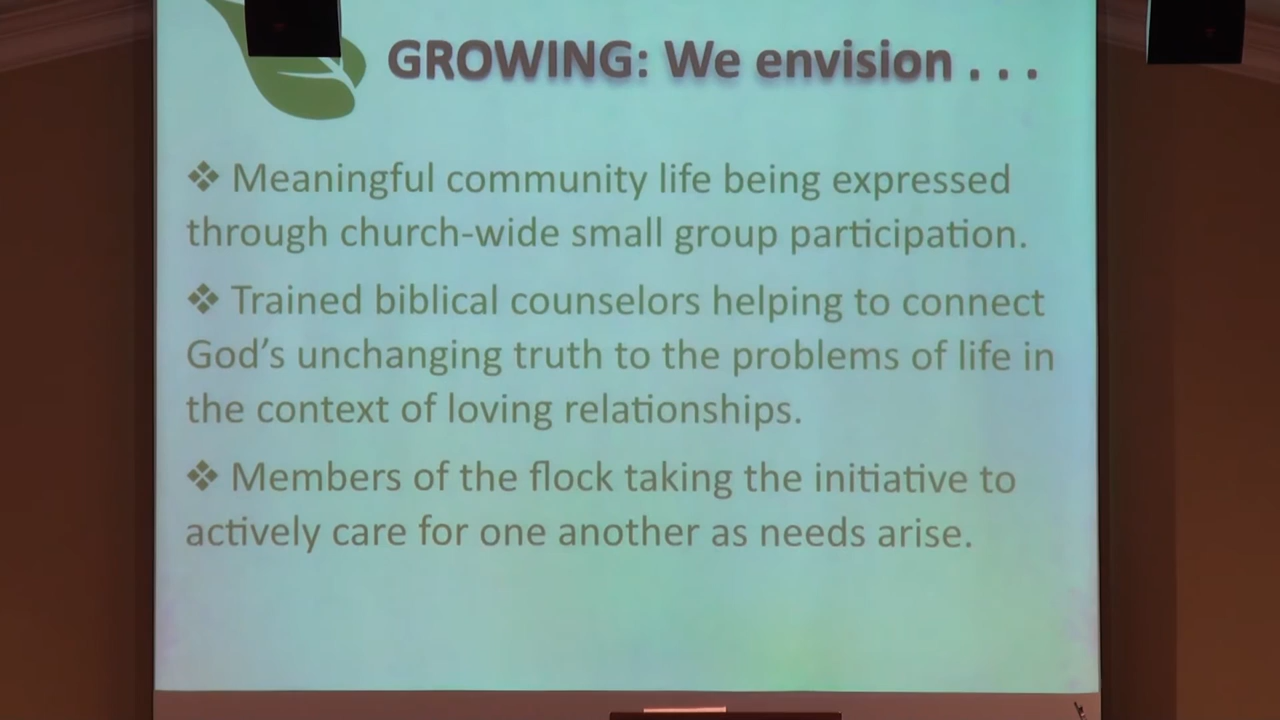 GROWING: We envision . . .
❖ Meaningful community life being expressed
through church-wide small group participation.
❖ Trained biblical counselors helping to connect
God’s unchanging truth to the problems of life in
the context of loving relationships.
❖ Members of the flock taking the initiative to
actively care for one another as needs arise.